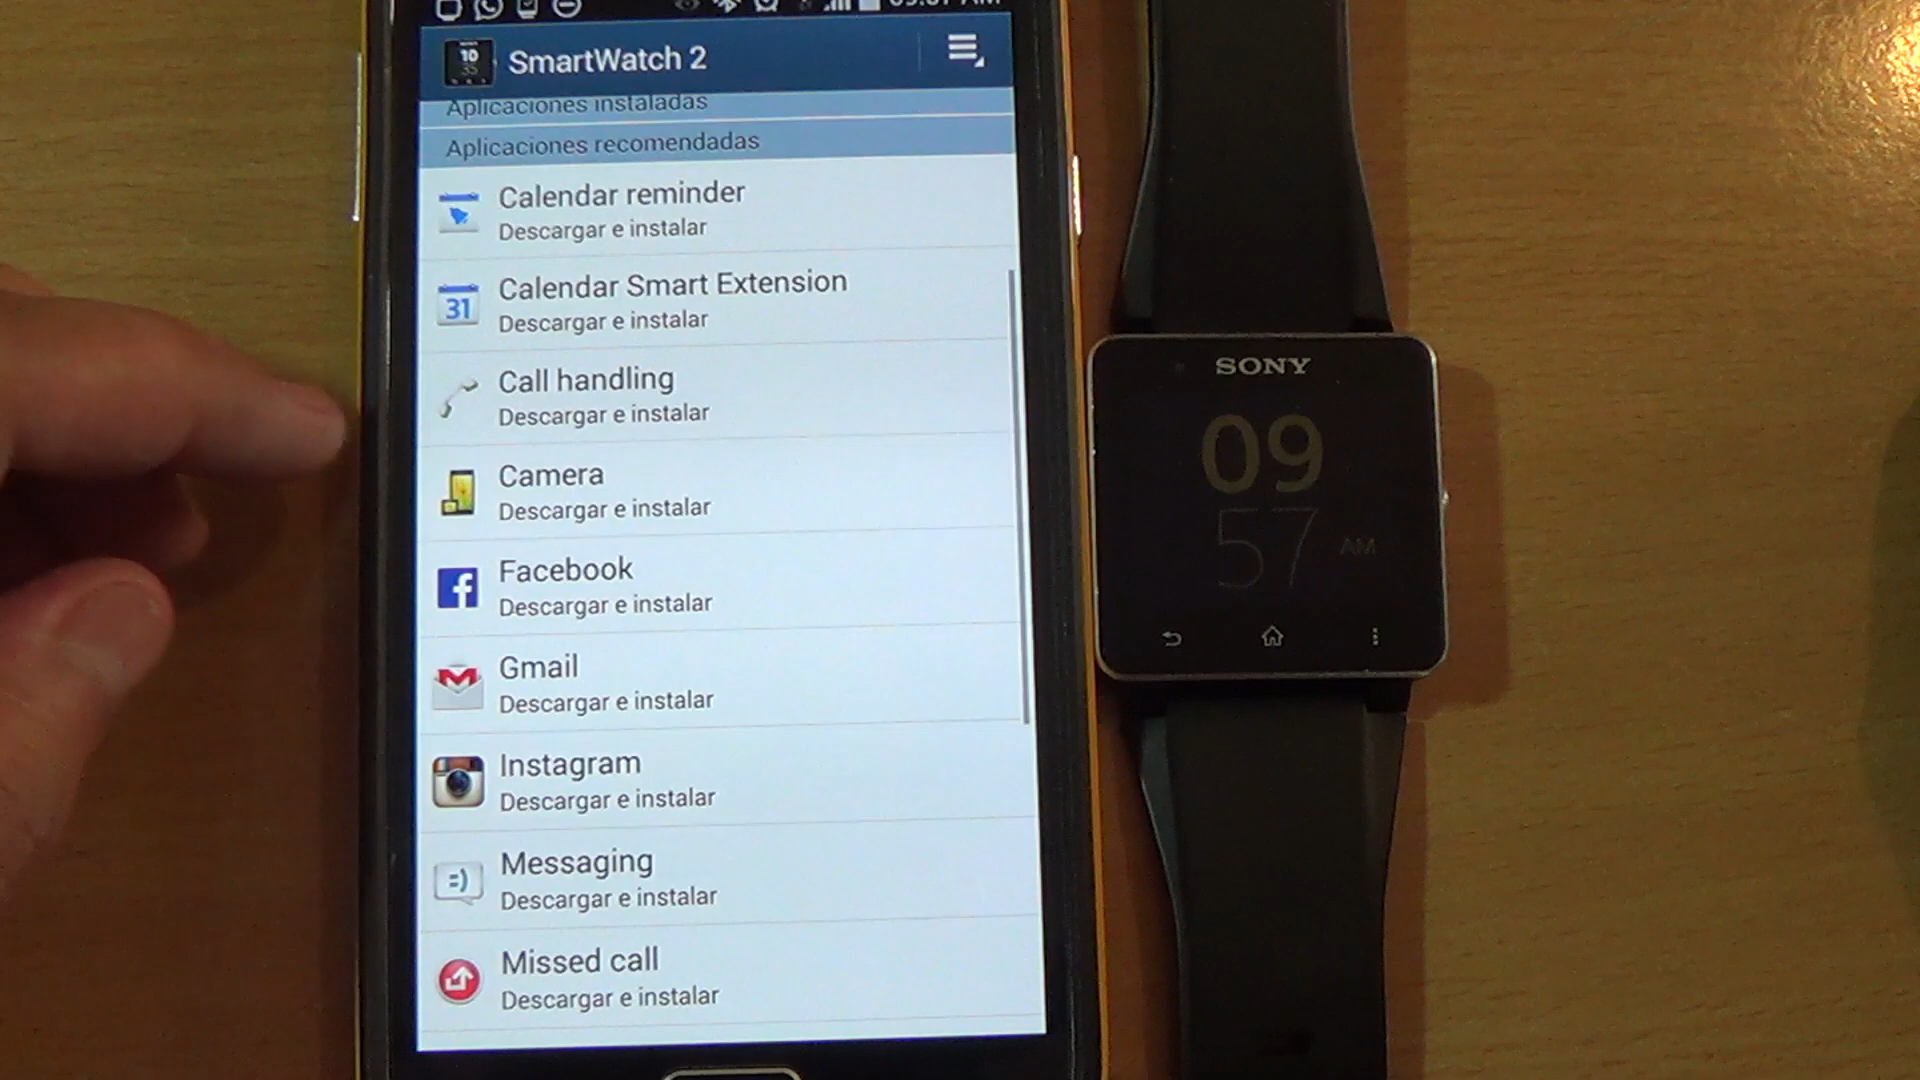 SmartWatch 2
Aplicaciones instaladas
Aplicaciones recomendadas
Calendar reminder
Descargar e instalar
31
Calendar Smart Extension
Descargar e instalar
Call handling
Descargar e instalar
Camera
Descargar e instalar
Facebook
Descargar e instalar
Gmail
Descargar e instalar
Instagram
Descargar e instalar
=)
Messaging
Descargar e instalar
Missed call
Descargar e instalar
SONY
09
57 AM